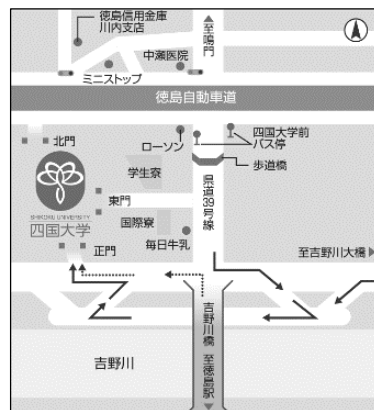 徳島信用金庫
川内支店
至鳴門
中瀬医院
ミニストップ
徳島自動車道
北門
ローソン
四国大学前
バス停
学生寮
歩道橋
東門
県道39号線
SHIKOKU UNIVERSITY
四国大学
国際寮
正門
毎日牛乳
至吉野川大橋
吉野川橋
吉野川
至徳島駅